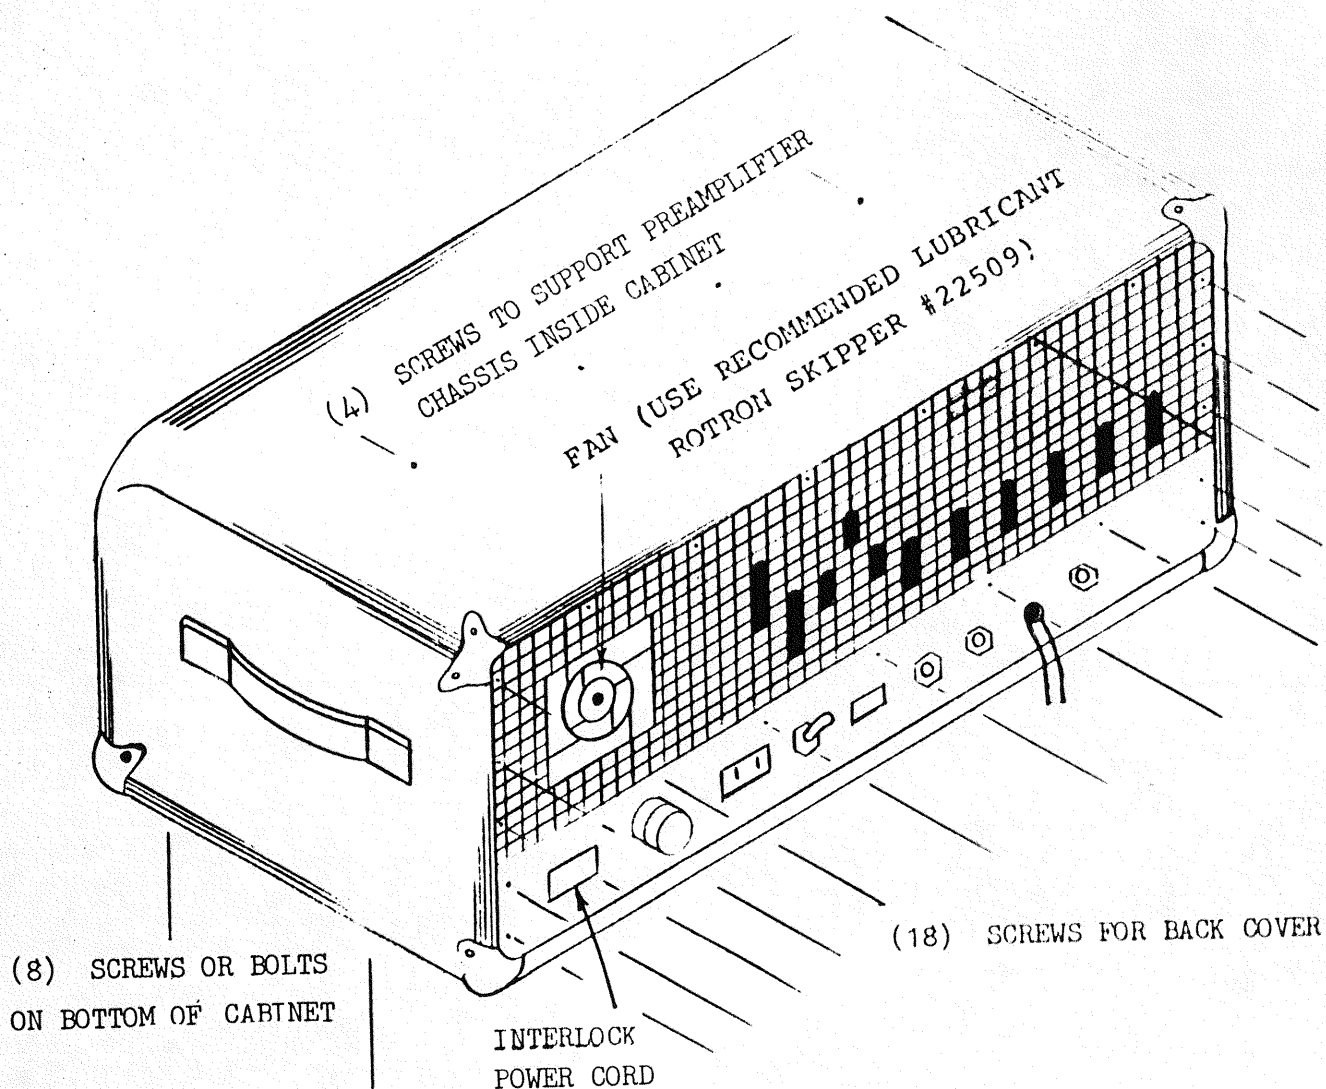 (4) SCREWS TO SUPPORT PREAMPLIFIER
CHASSIS INSIDE CABINET
FAN (USE RECOMMENDED LUBRICANT
ROTRON SKIPPER #22509)
(18) SCREWS FOR BACK COVER
(8) SCREWS OR BOLTS
ON BOTTOM OF CABINET
INTERLOCK
POWER CORD